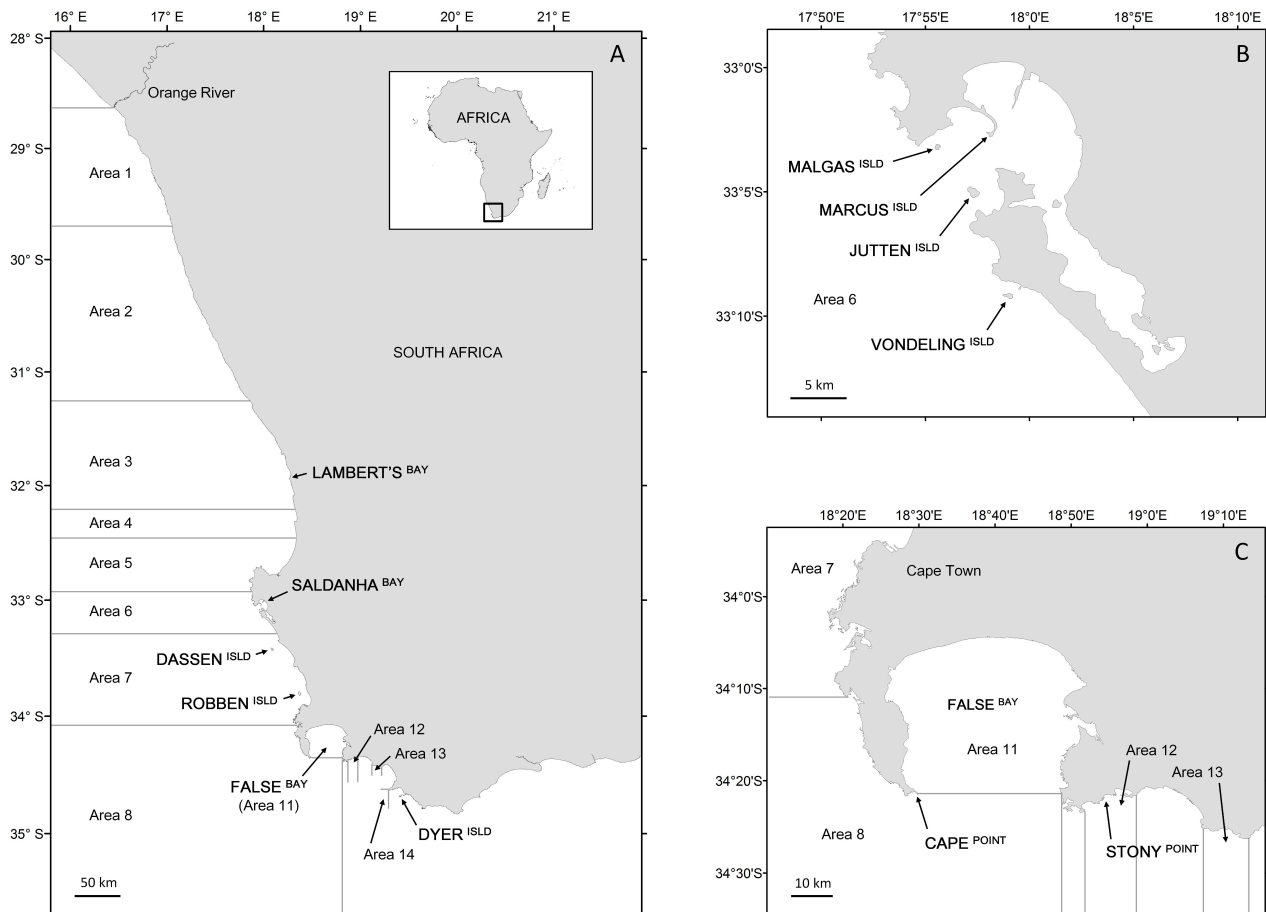 16° E 17° E 18° E 19° E 20° E 21° E
A
28° S
29° S
30° S
31° S
32° S
33° S
34° S
35° S
Orange River
AFRICA
Area 1
Area 2
SOUTH AFRICA
Area 3
LAMBERT'S BAY
Area 4
Area 5
SALDANHA BAY
Area 6
DASSEN ISLD
Area 7
ROBBEN ISLD
Area 12
Area 13
FALSE BAY
(Area 11)
Area 8
DYER ISLD
Area 14
50 km
17°50'E 17°55'E 18°0'E 18°5'E 18°10'E
B
33°0'S
33°5'S
33°10'S
MALGAS ISLD
MARCUS ISLD
JUTTEN ISLD
Area 6
VONDELING ISLD
5 km
18°20'E 18°30'E 18°40'E 18°50'E 19°0'E 19°10'E
C
34°0'S
34°10'S
34°20'S
34°30'S
Area 7
Cape Town
FALSE BAY
Area 11
Area 12
Area 13
Area 8
CAPE POINT
STONY POINT
10 km